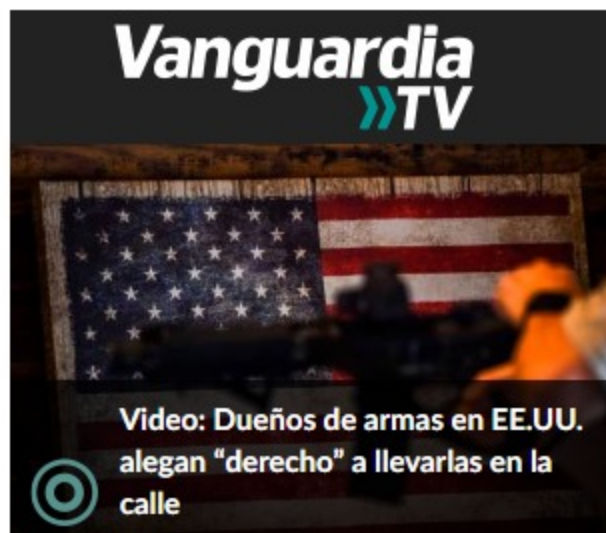 Vanguardia
TV
Video: Dueños de armas en EE.UU.
alegan “derecho” a llevarlas en la
calle